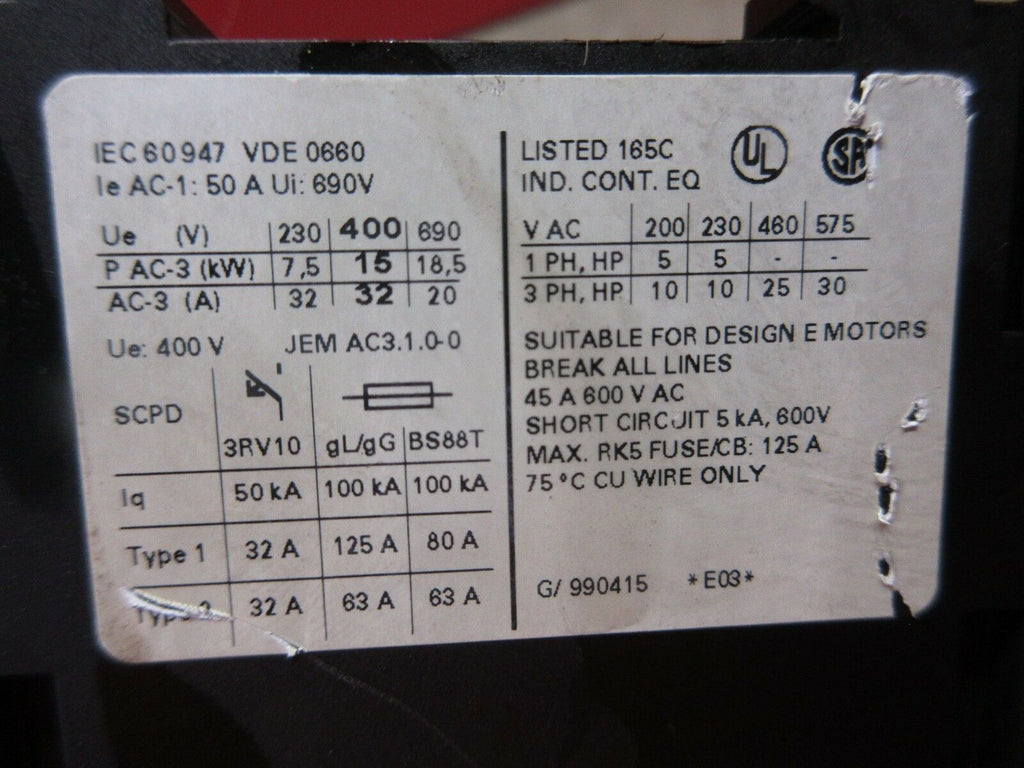 IEC 60947 VDE 0660
Ie AC-1: 50 A Ui: 690V
Ue (V) 230 400 690
P AC-3 (kW) 7,5 15 18,5
AC-3 (A) 32 32 20
Ue: 400 V JEM AC3.1.0-0
SCPD 3RV10 gL/gG BS88T
Iq 50 kA 100 kA 100 kA
Type 1 32 A 125 A 80 A
Type 2 32 A 63 A 63 A
LISTED 165C UL SA
IND. CONT. EQ
V AC 200 230 460 575
1 PH, HP 5 5 - -
3 PH, HP 10 10 25 30
SUITABLE FOR DESIGN E MOTORS
BREAK ALL LINES
45 A 600 V AC
SHORT CIRCUIT 5 kA, 600V
MAX. RK5 FUSE/CB: 125 A
75 °C CU WIRE ONLY
G/ 990415 *E03*